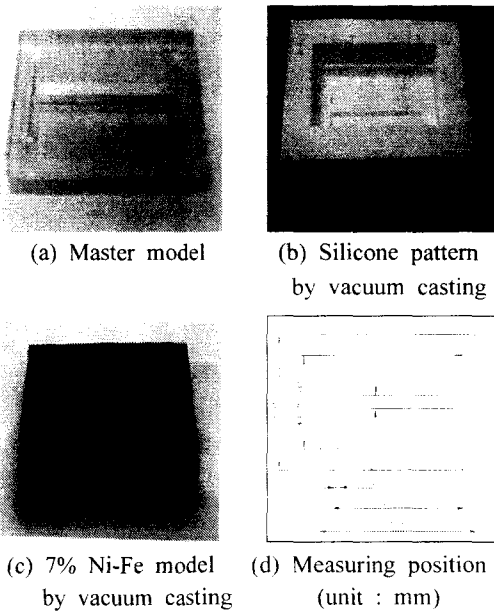 (a) Master model
(b) Silicone pattern
by vacuum casting
(c) 7% Ni-Fe model
by vacuum casting
(d) Measuring position
(unit : mm)